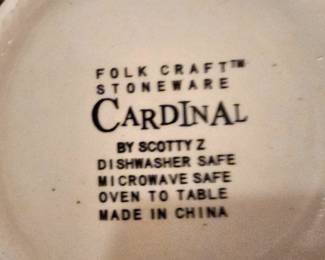 FOLK CRAFT™
STONEWARE
CARDINAL
BY SCOTTY Z
DISHWASHER SAFE
MICROWAVE SAFE
OVEN TO TABLE
MADE IN CHINA